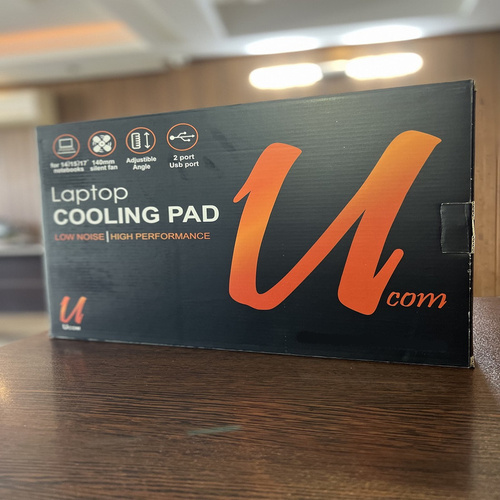 for 14"15"17"
notebooks
140mm
silent fan
Adjustible
Angle
2 port
Usb port
Laptop
COOLING PAD
LOW NOISE | HIGH PERFORMANCE
U
com
U
Ucom